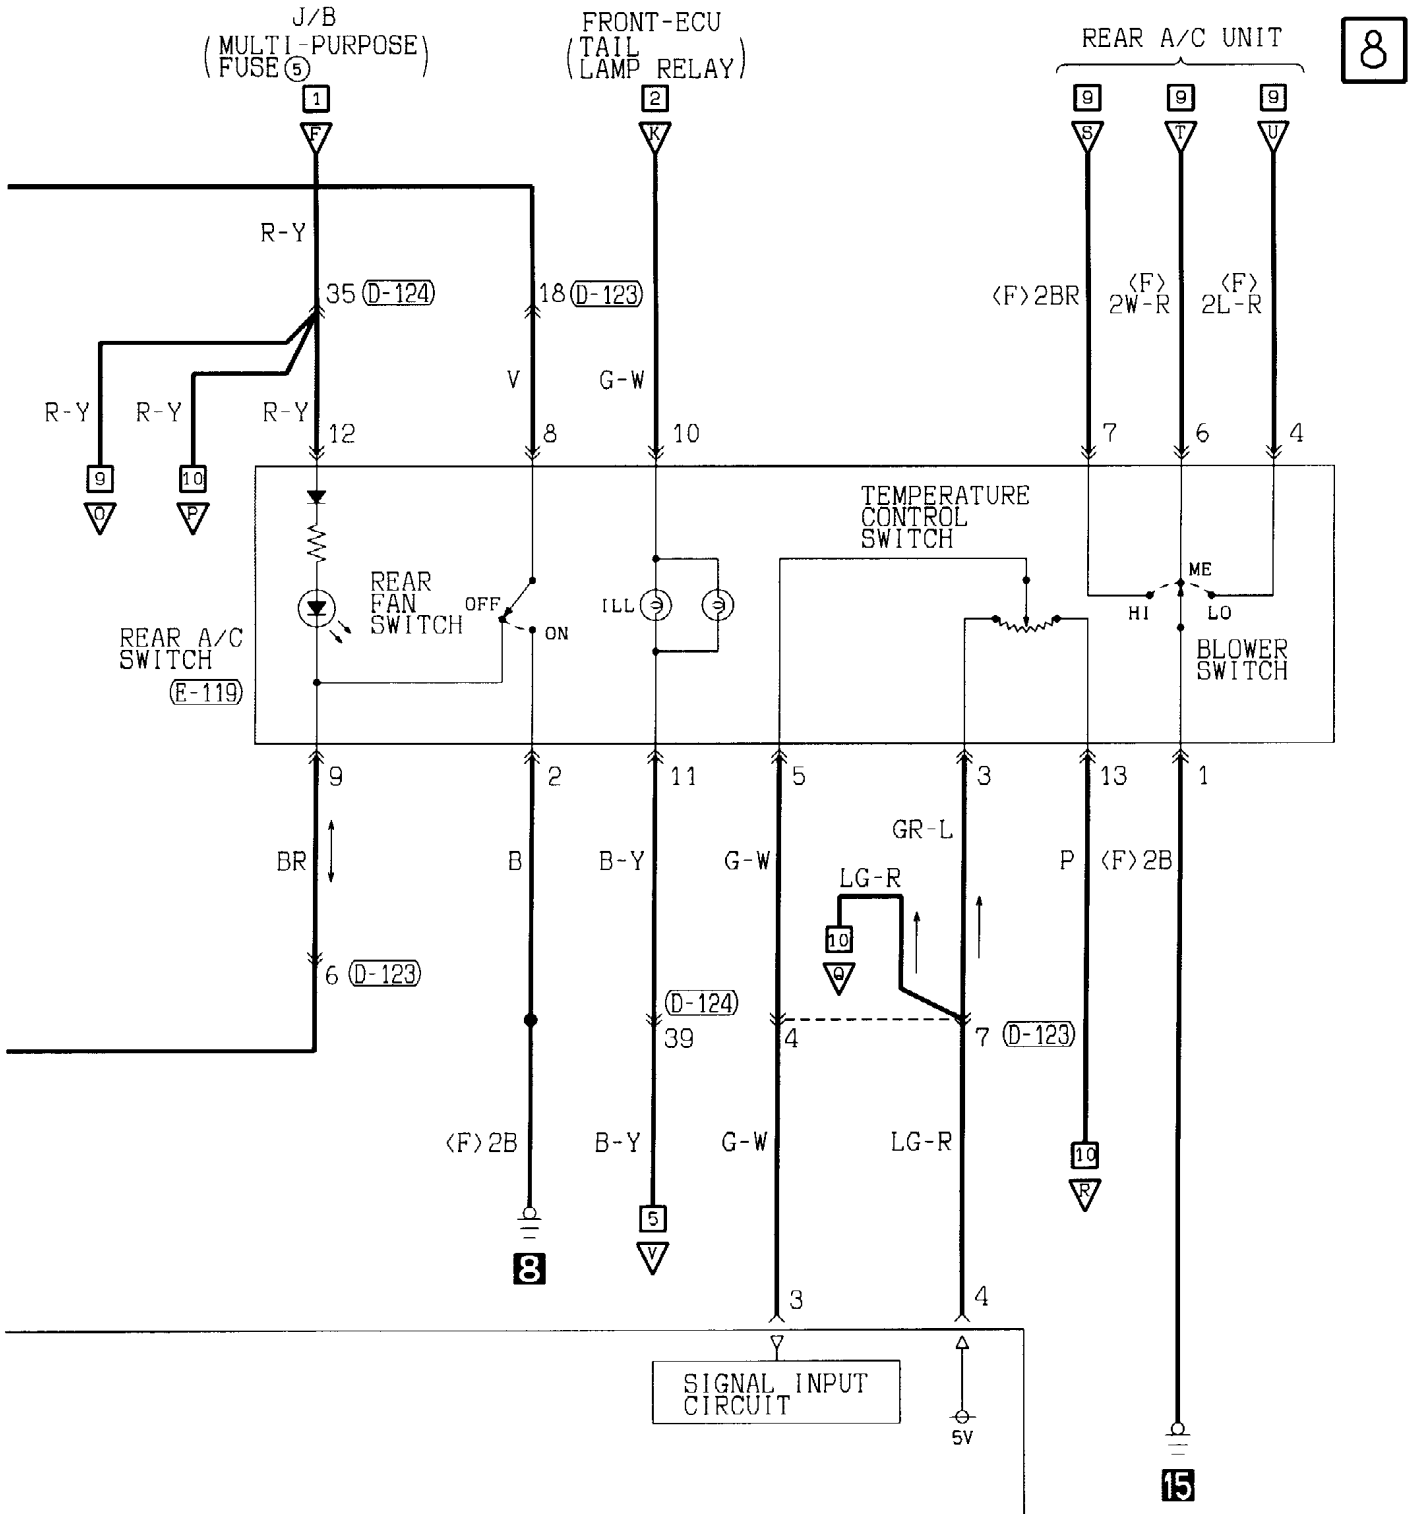 J/B
(MULTI-PURPOSE
FUSE⑤)
FRONT-ECU
(TAIL
LAMP RELAY)
REAR A/C UNIT
8
1
2
9
9
9
F
K
S
T
U
R-Y
35 (D-124)
18 (D-123)
<F>2BR
<F>
2W-R
<F>
2L-R
V
G-W
R-Y
R-Y
R-Y
12
8
10
7
6
4
9
10
O
P
TEMPERATURE
CONTROL
SWITCH
REAR
FAN
SWITCH
OFF
ON
ILL
ME
HI
LO
BLOWER
SWITCH
REAR A/C
SWITCH
(E-119)
9
2
11
5
3
13
1
GR-L
BR
B
B-Y
G-W
P
<F>2B
LG-R
10
Q
6 (D-123)
(D-124)
39
4
7 (D-123)
<F>2B
B-Y
G-W
LG-R
10
R
5
V
8
3
4
SIGNAL INPUT
CIRCUIT
5V
15